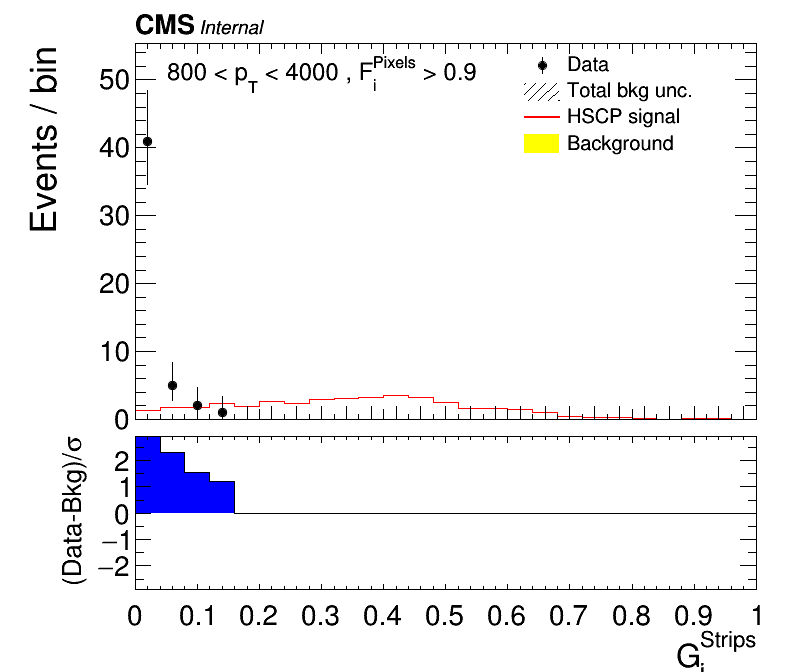 CMS Internal
800 < p_T < 4000 , F_i^Pixels > 0.9
Data
Total bkg unc.
HSCP signal
Background
Events / bin
50
40
30
20
10
0
(Data-Bkg)/σ
2
1
0
−1
−2
0 0.1 0.2 0.3 0.4 0.5 0.6 0.7 0.8 0.9 1
G_i^Strips